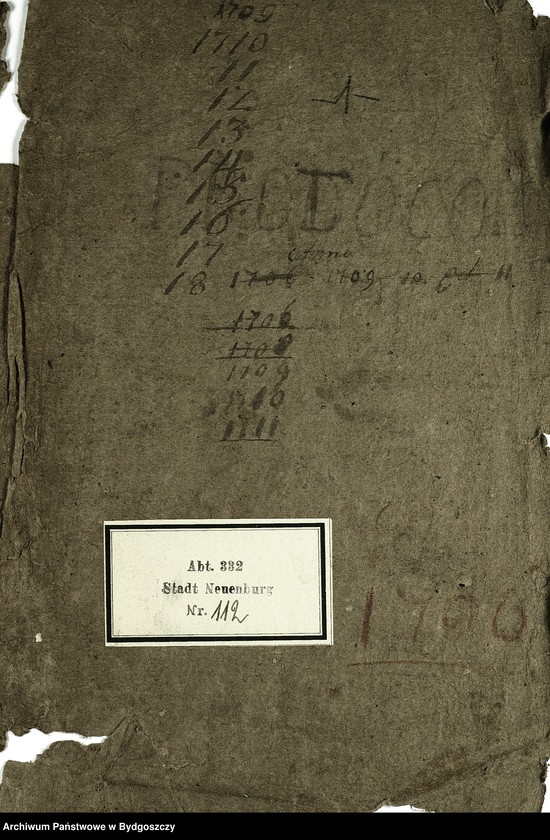 1709
1710
11
12
13
14
15
16
17
18 1706 1709 10. et 11
PROTOCOL
1706
1708
1709
1710
1711
Abt. 332
Stadt Neuenburg
Nr. 112
1700
Archiwum Państwowe w Bydgoszczy